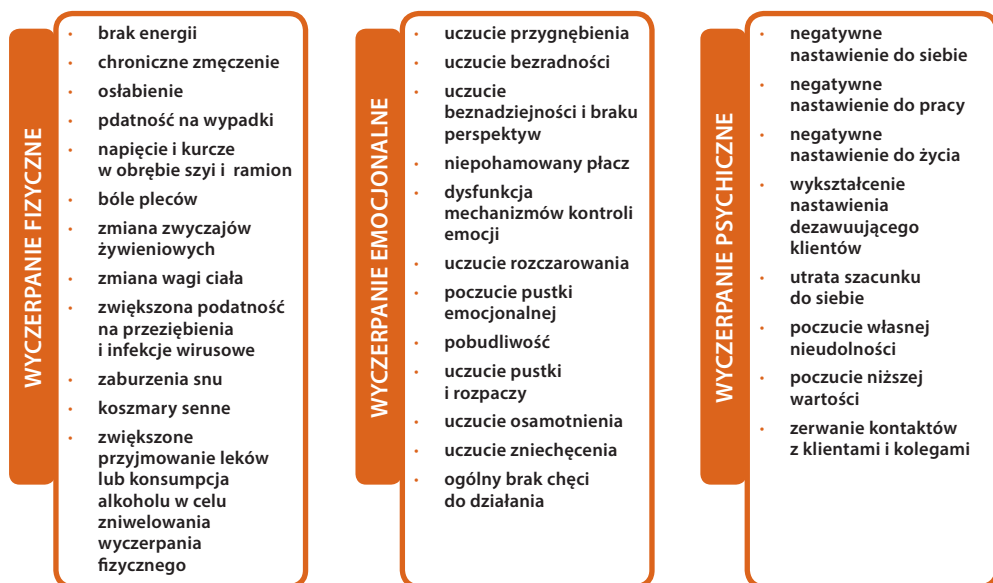 WYCZERPANIE FIZYCZNE
• brak energii
• chroniczne zmęczenie
• osłabienie
• pdatność na wypadki
• napięcie i kurcze
w obrębie szyi i ramion
• bóle pleców
• zmiana zwyczajów
żywieniowych
• zmiana wagi ciała
• zwiększona podatność
na przeziębienia
i infekcje wirusowe
• zaburzenia snu
• koszmary senne
• zwiększone
przyjmowanie leków
lub konsumpcja
alkoholu w celu
zniwelowania
wyczerpania
fizycznego
WYCZERPANIE EMOCJONALNE
• uczucie przygnębienia
• uczucie bezradności
• uczucie
beznadziejności i braku
perspektyw
• niepohamowany płacz
• dysfunkcja
mechanizmów kontroli
emocji
• uczucie rozczarowania
• poczucie pustki
emocjonalnej
• pobudliwość
• uczucie pustki
i rozpaczy
• uczucie osamotnienia
• uczucie zniechęcenia
• ogólny brak chęci
do działania
WYCZERPANIE PSYCHICZNE
• negatywne
nastawienie do siebie
• negatywne
nastawienie do pracy
• negatywne
nastawienie do życia
• wykształcenie
nastawienia
dezawuującego
klientów
• utrata szacunku
do siebie
• poczucie własnej
nieudolności
• poczucie niższej
wartości
• zerwanie kontaktów
z klientami i kolegami